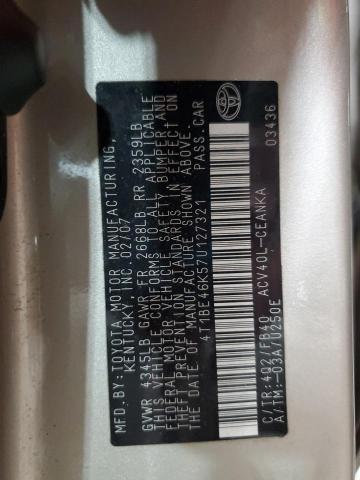 MFD.BY:TOYOTA MOTOR MANUFACTURING,
KENTUCKY, INC. 02/07
GVWR 4345LB GAWR FR 2668LB RR 2359LB
THIS VEHICLE CONFORMS TO ALL APPLICABLE
FEDERAL MOTOR VEHICLE SAFETY, BUMPER, AND
THEFT PREVENTION STANDARDS IN EFFECT ON
THE DATE OF MANUFACTURE SHOWN ABOVE.
4T1BE46K57U127321 PASS.CAR
C/TR:4Q2/FB40 ACV40L-CEANKA
A/TM:-03A/U250E 03436